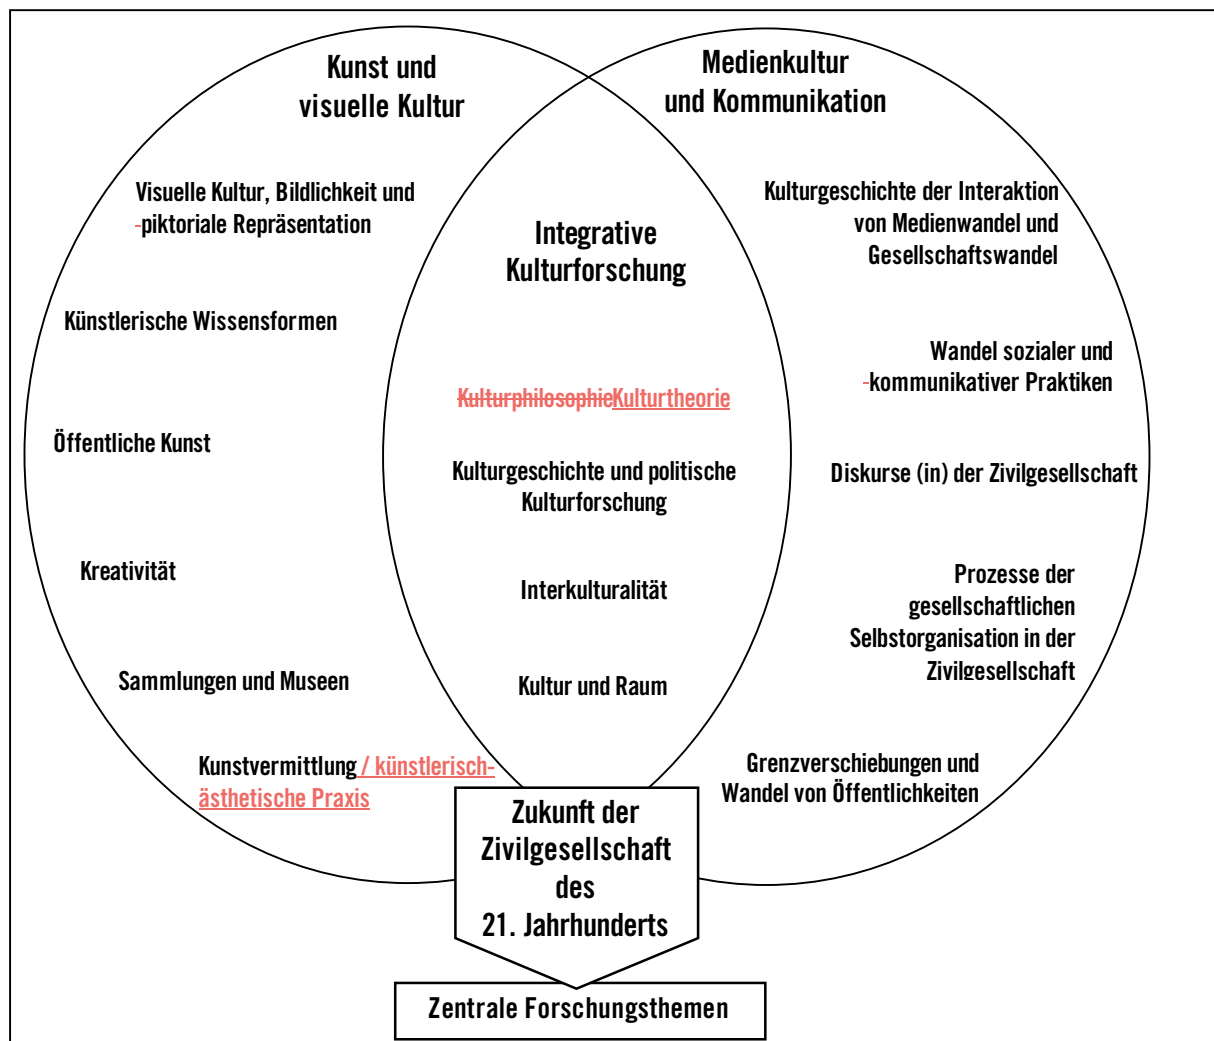 Kunst und
visuelle Kultur
Visuelle Kultur, Bildlichkeit und
-piktoriale Repräsentation
Künstlerische Wissensformen
Öffentliche Kunst
Kreativität
Sammlungen und Museen
Kunstvermittlung / künstlerisch-
ästhetische Praxis
Integrative
Kulturforschung
KulturphilosophieKulturtheorie
Kulturgeschichte und politische
Kulturforschung
Interkulturalität
Kultur und Raum
Medienkultur
und Kommunikation
Kulturgeschichte der Interaktion
von Medienwandel und
Gesellschaftswandel
Wandel sozialer und
-kommunikativer Praktiken
Diskurse (in) der Zivilgesellschaft
Prozesse der
gesellschaftlichen
Selbstorganisation in der
Zivilgesellschaft
Grenzverschiebungen und
Wandel von Öffentlichkeiten
Zukunft der
Zivilgesellschaft
des
21. Jahrhunderts
Zentrale Forschungsthemen